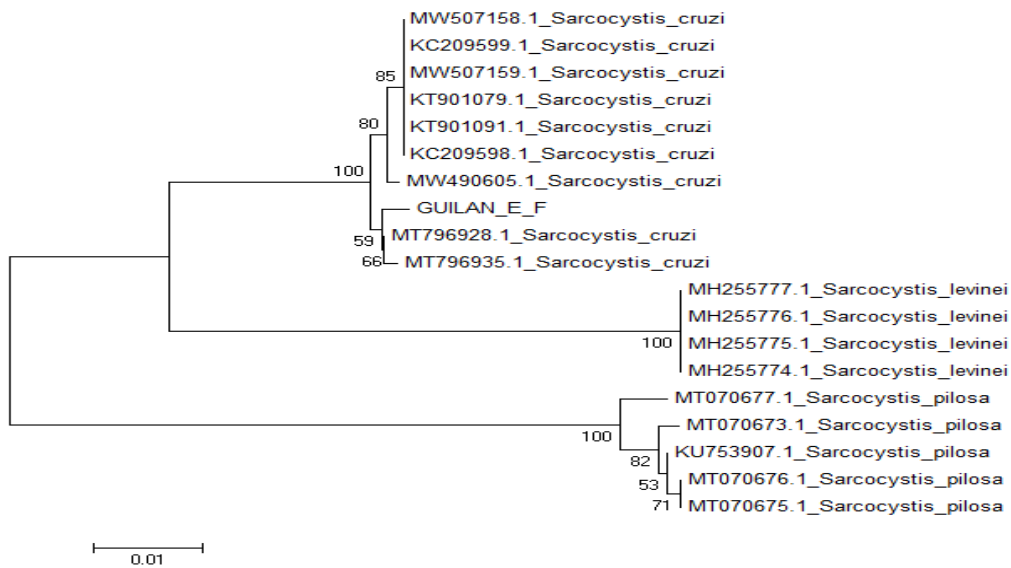 MW507158.1_Sarcocystis_cruzi
KC209599.1_Sarcocystis_cruzi
85
MW507159.1_Sarcocystis_cruzi
KT901079.1_Sarcocystis_cruzi
80
KT901091.1_Sarcocystis_cruzi
KC209598.1_Sarcocystis_cruzi
100
MW490605.1_Sarcocystis_cruzi
GUILAN_E_F
59
MT796928.1_Sarcocystis_cruzi
66
MT796935.1_Sarcocystis_cruzi
MH255777.1_Sarcocystis_levinei
MH255776.1_Sarcocystis_levinei
100
MH255775.1_Sarcocystis_levinei
MH255774.1_Sarcocystis_levinei
MT070677.1_Sarcocystis_pilosa
100
MT070673.1_Sarcocystis_pilosa
82
KU753907.1_Sarcocystis_pilosa
53
MT070676.1_Sarcocystis_pilosa
71
MT070675.1_Sarcocystis_pilosa
0.01